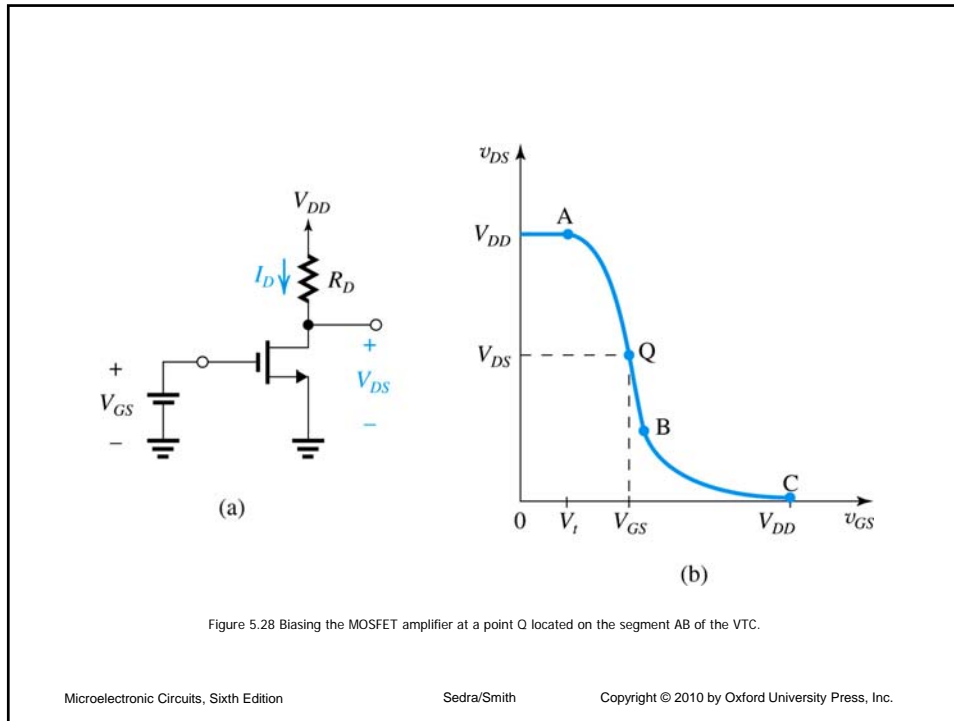 V_DD
I_D
R_D
+
V_GS
−
+
V_DS
−
(a)
v_DS
V_DD
A
V_DS
Q
B
C
0
V_t
V_GS
V_DD
v_GS
(b)
Figure 5.28 Biasing the MOSFET amplifier at a point Q located on the segment AB of the VTC.
Microelectronic Circuits, Sixth Edition
Sedra/Smith
Copyright © 2010 by Oxford University Press, Inc.